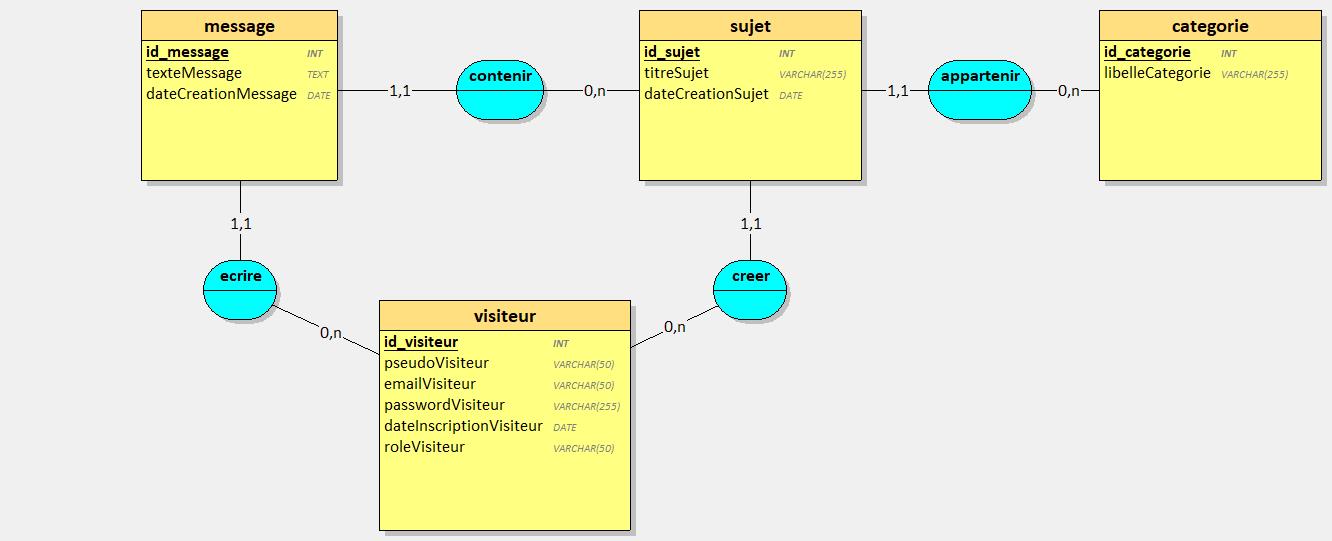 message
id_message INT
texteMessage TEXT
dateCreationMessage DATE
1,1
contenir
0,n
sujet
id_sujet INT
titreSujet VARCHAR(255)
dateCreationSujet DATE
1,1
appartenir
0,n
categorie
id_categorie INT
libelleCategorie VARCHAR(255)
1,1
ecrire
0,n
1,1
creer
0,n
visiteur
id_visiteur INT
pseudoVisiteur VARCHAR(50)
emailVisiteur VARCHAR(50)
passwordVisiteur VARCHAR(255)
dateInscriptionVisiteur DATE
roleVisiteur VARCHAR(50)